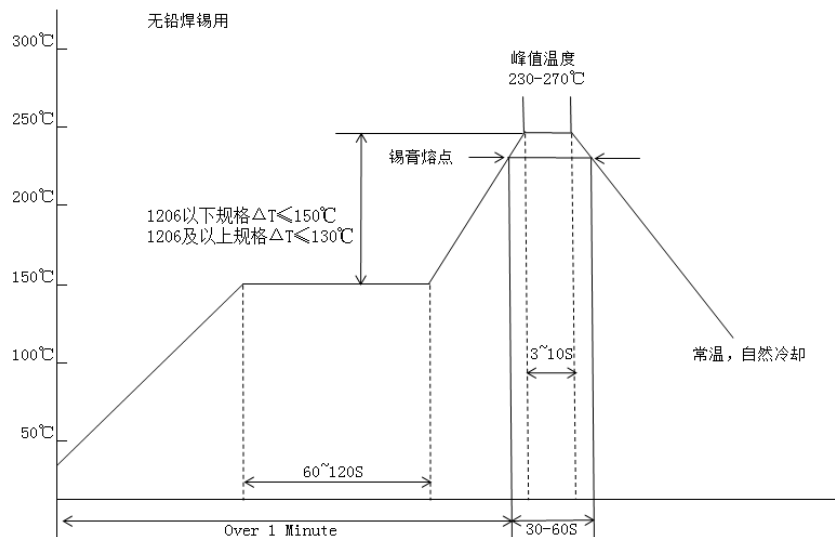 无铅焊锡用
300℃
峰值温度
230-270℃
250℃
锡膏熔点
200℃
1206以下规格△T≤150℃
1206及以上规格△T≤130℃
150℃
3~10S
常温，自然冷却
100℃
50℃
60~120S
Over 1 Minute
30-60S